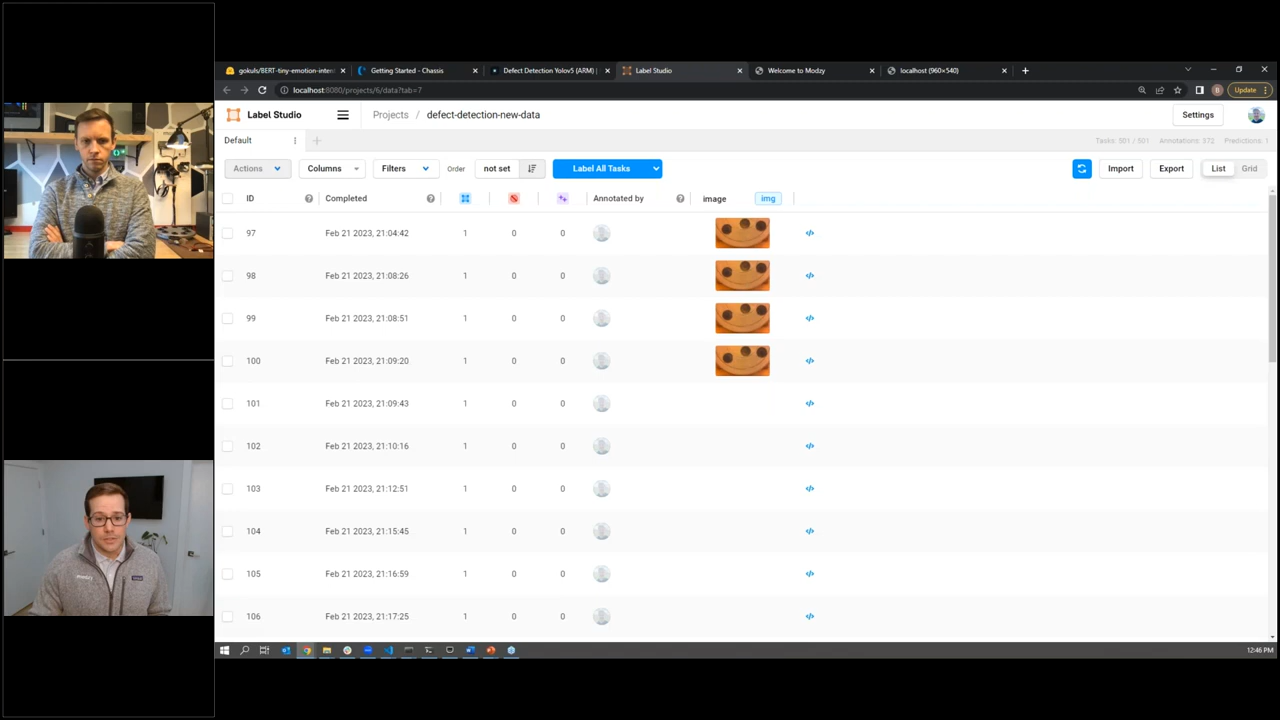 gokuls/BERT-tiny-emotion-inten
Getting Started - Chassis
Defect Detection Yolov5 (ARM) |
Label Studio
Welcome to Modzy
localhost (960×540)
localhost:8080/projects/6/data?tab=7
B
Update
Label Studio
Projects / defect-detection-new-data
Settings
Default
Tasks: 501 / 501
Annotations: 372
Predictions: 1
Actions
Columns
Filters
Order
not set
Label All Tasks
Import
Export
List
Grid
ID
Completed
Annotated by
image
img
97 Feb 21 2023, 21:04:42 1 0 0
98 Feb 21 2023, 21:08:26 1 0 0
99 Feb 21 2023, 21:08:51 1 0 0
100 Feb 21 2023, 21:09:20 1 0 0
101 Feb 21 2023, 21:09:43 1 0 0
102 Feb 21 2023, 21:10:16 1 0 0
103 Feb 21 2023, 21:12:51 1 0 0
104 Feb 21 2023, 21:15:45 1 0 0
105 Feb 21 2023, 21:16:59 1 0 0
106 Feb 21 2023, 21:17:25 1 0 0
12:46 PM